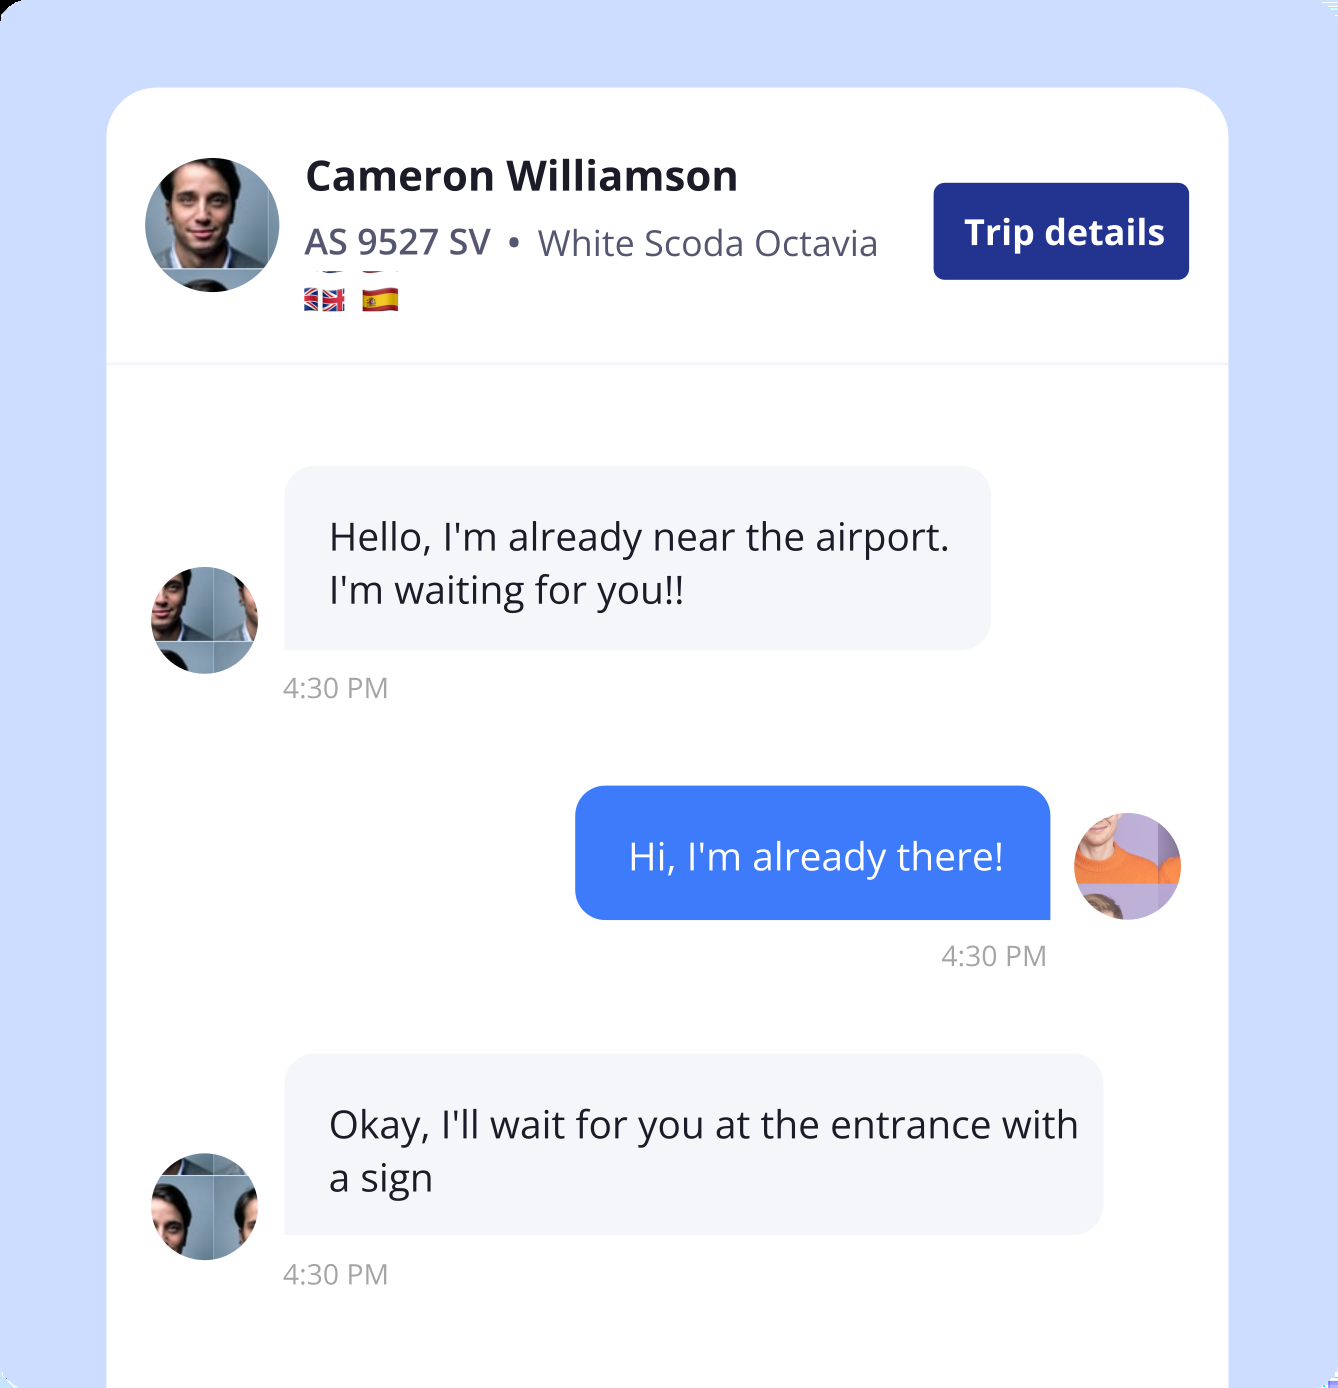 Cameron Williamson
AS 9527 SV • White Scoda Octavia
Trip details
Hello, I'm already near the airport.
I'm waiting for you!!
4:30 PM
Hi, I'm already there!
4:30 PM
Okay, I'll wait for you at the entrance with
a sign
4:30 PM